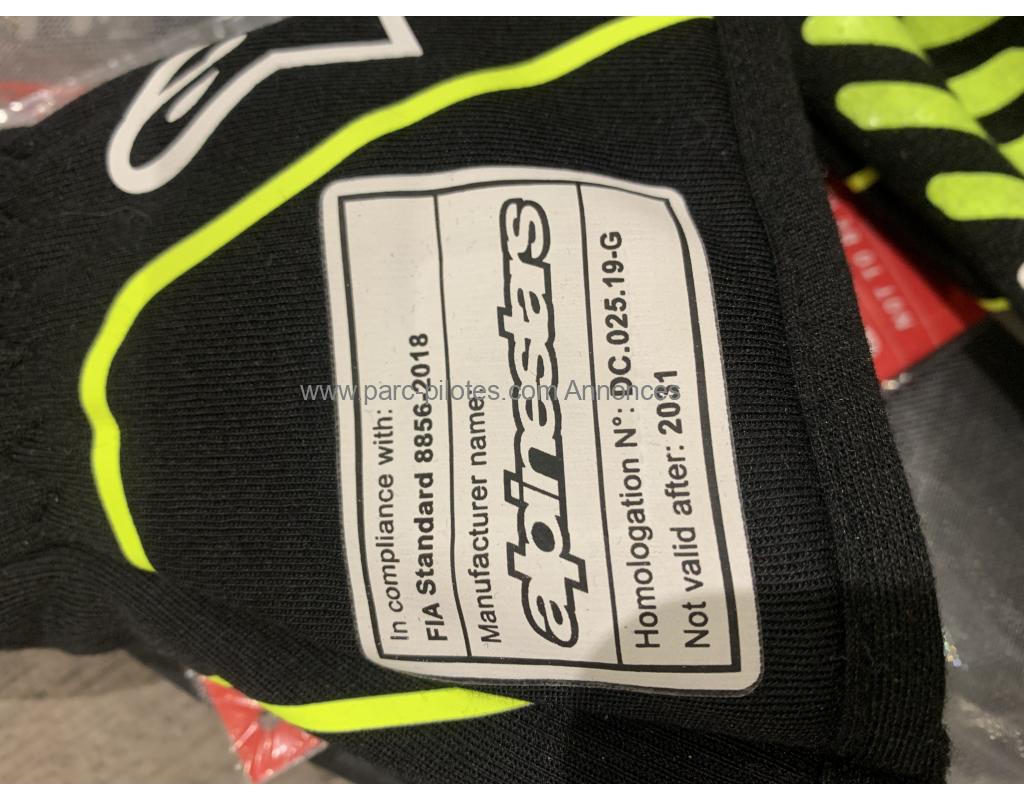 In compliance with:
FIA Standard 8856-2018
Manufacturer name:
alpinestars
Homologation N°: DC.025.19-G
Not valid after: 2031
www.parc-pilotes.com Annonces